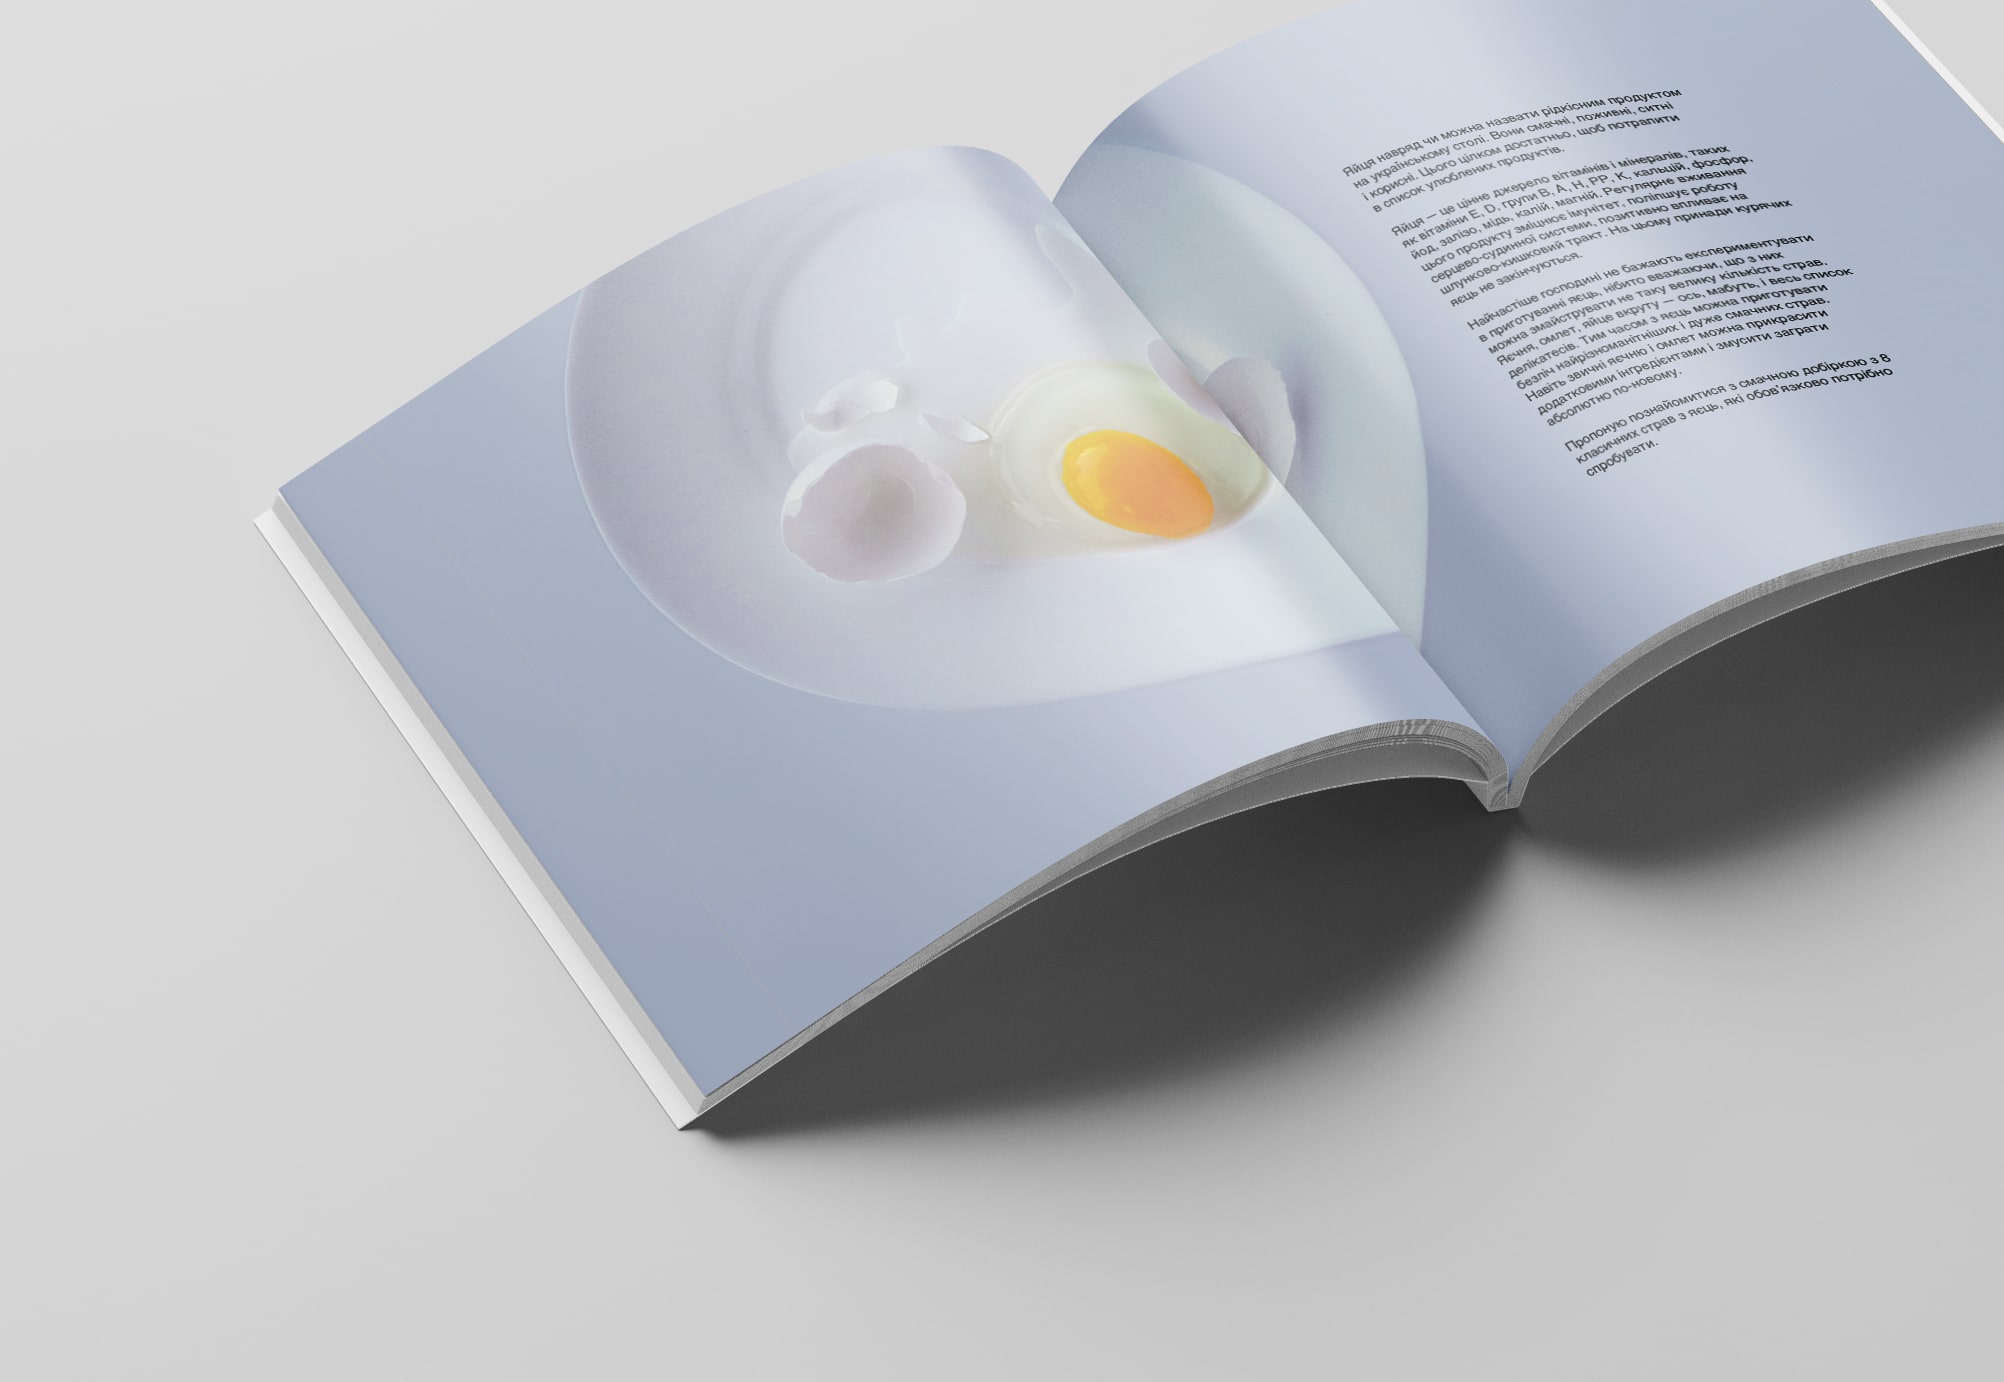 Яйця навряд чи можна назвати рідкісним продуктом
на українському столі. Вони смачні, поживні, ситні
і корисні. Цього цілком достатньо, щоб потрапити
в список улюблених продуктів.
Яйця — це цінне джерело вітамінів і мінералів, таких
як вітаміни E, D, групи B, A, H, PP, K, кальцій, фосфор,
йод, залізо, мідь, калій, магній. Регулярне вживання
цього продукту зміцнює імунітет, поліпшує роботу
серцево-судинної системи, позитивно впливає на
шлунково-кишковий тракт. На цьому принади курячих
яєць не закінчуються.
Найчастіше господині не бажають експериментувати
в приготуванні яєць, нібито вважаючи, що з них
можна змайструвати не таку велику кількість страв.
Яєчня, омлет, яйце вкруту — ось, мабуть, і весь список
делікатесів. Тим часом з яєць можна приготувати
безліч найрізноманітніших і дуже смачних страв.
Навіть звичні яєчню і омлет можна прикрасити
додатковими інгредієнтами і змусити заграти
абсолютно по-новому.
Пропоную познайомитися з смачною добіркою з 8
класичних страв з яєць, які обов'язково потрібно
спробувати.